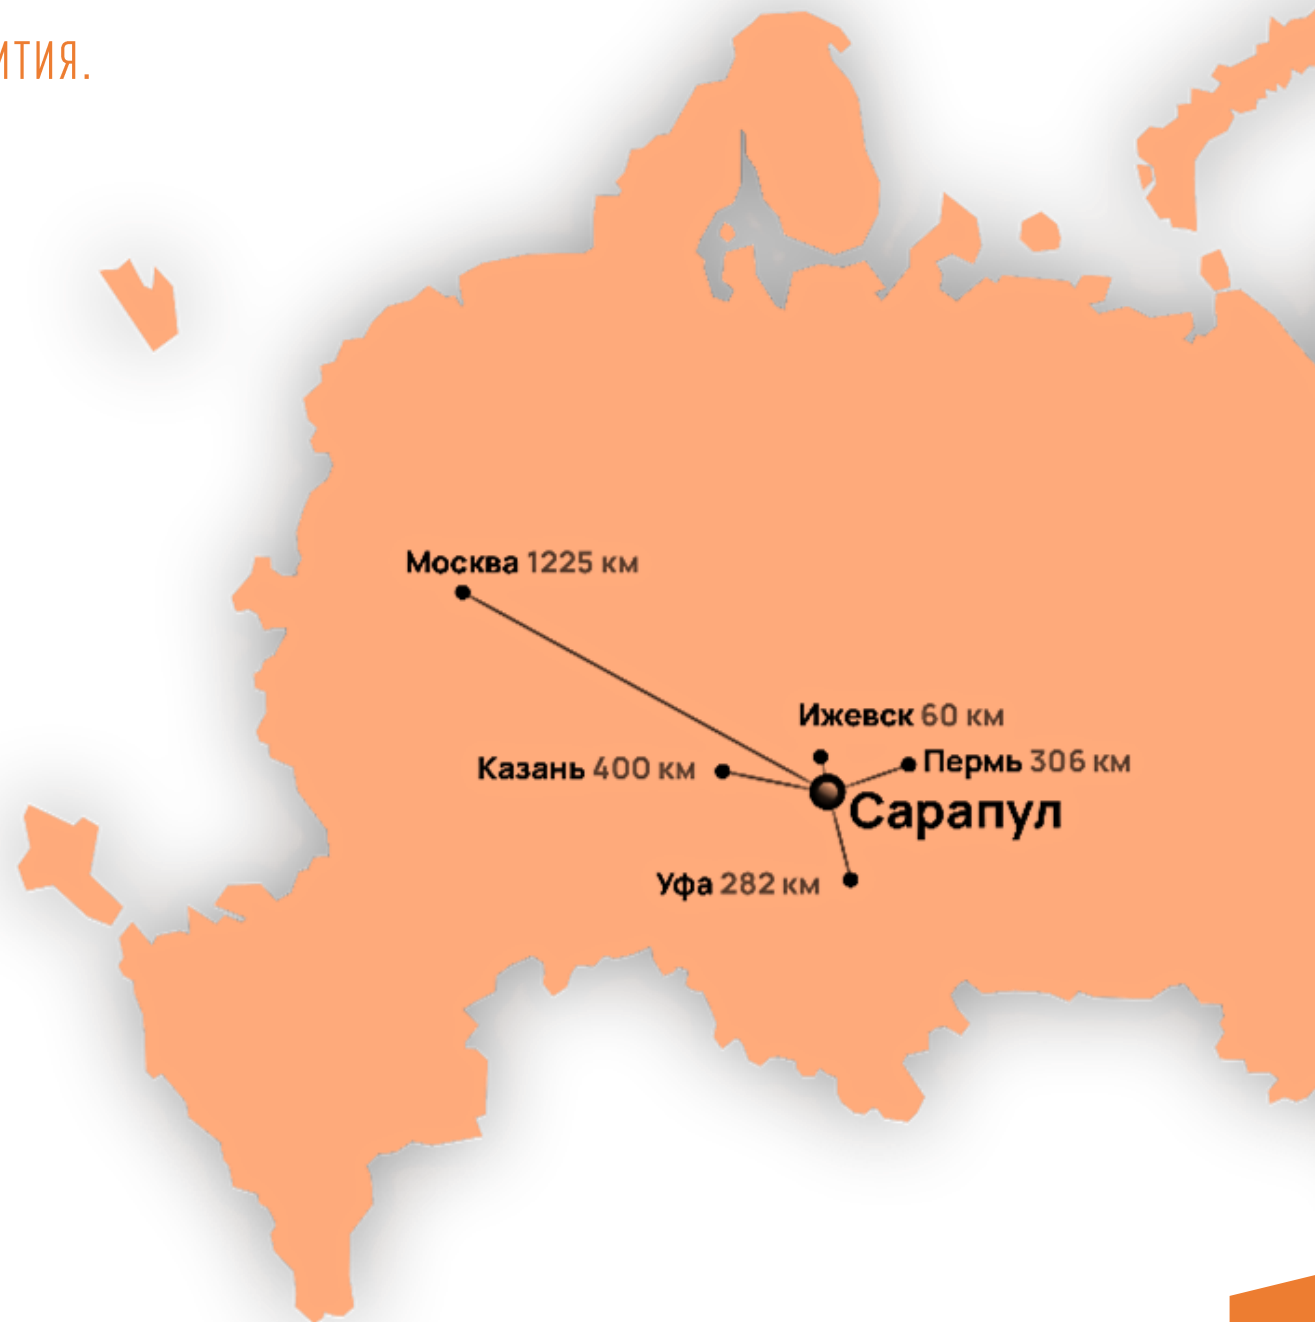 ИТИЯ.
Москва 1225 км
Ижевск 60 км
Казань 400 км
Пермь 306 км
Сарапул
Уфа 282 км